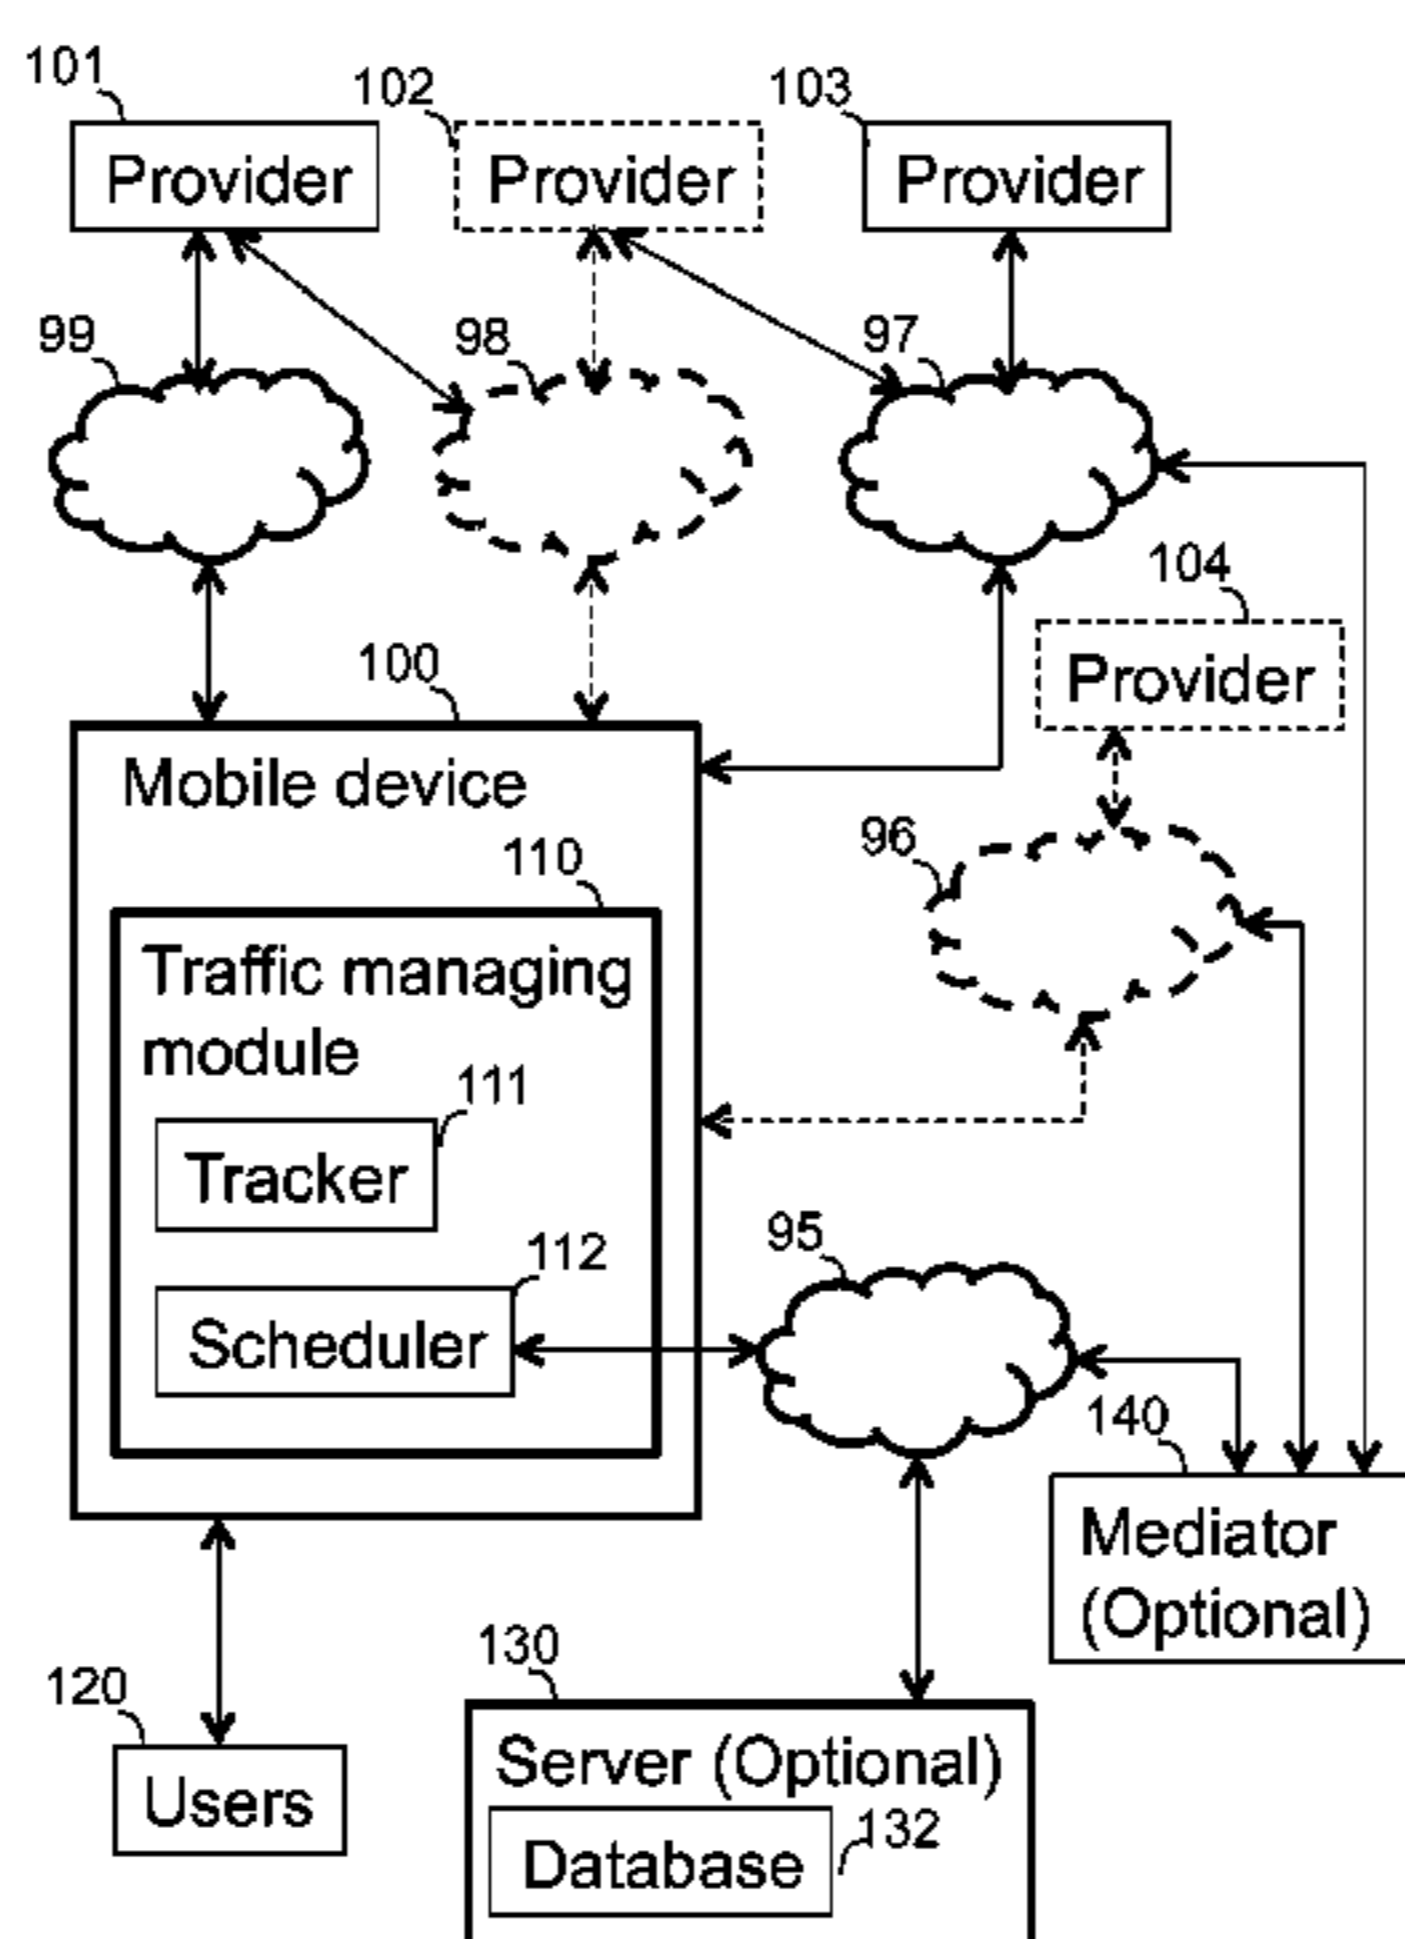 101
102
103
Provider
Provider
Provider
99
98
97
104
Provider
100
Mobile device
96
110
Traffic managing
module
111
Tracker
95
112
Scheduler
140
Mediator
(Optional)
130
120
Server (Optional)
Users
132
Database